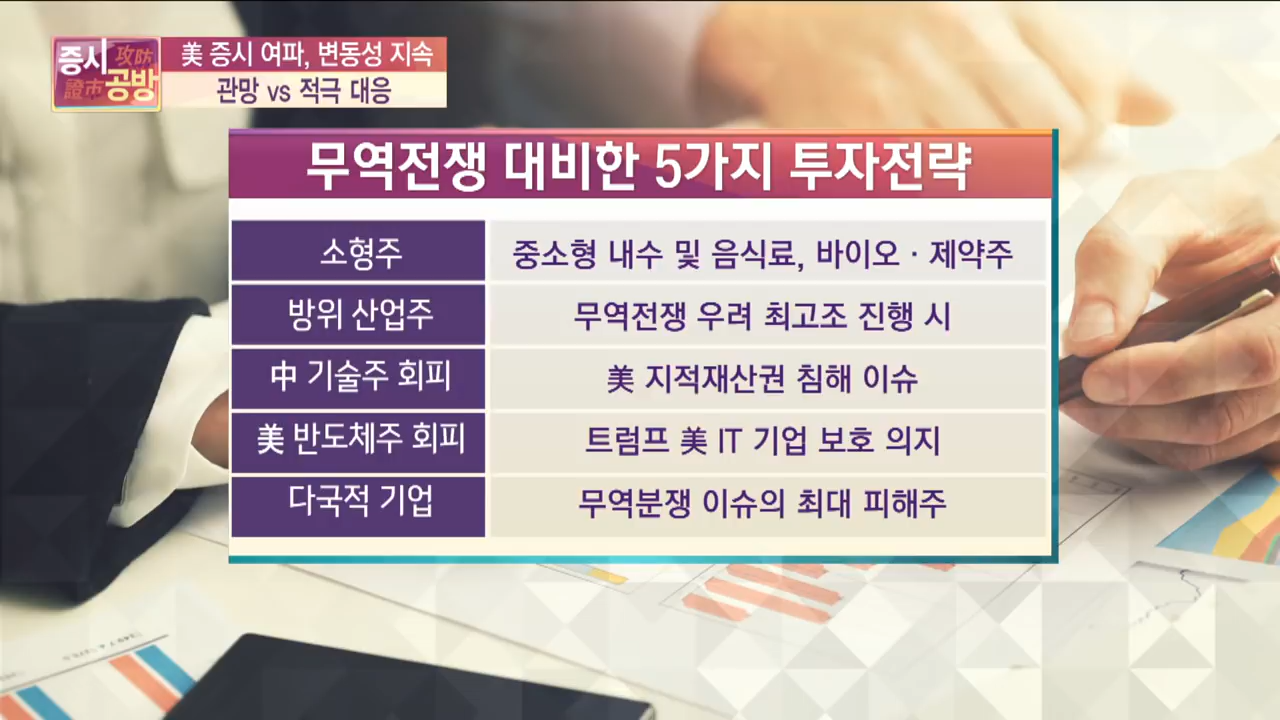 증시 攻防
證市 공방
美 증시 여파, 변동성 지속
관망 vs 적극 대응
무역전쟁 대비한 5가지 투자전략
소형주 중소형 내수 및 음식료, 바이오 · 제약주
방위 산업주 무역전쟁 우려 최고조 진행 시
中 기술주 회피 美 지적재산권 침해 이슈
美 반도체주 회피 트럼프 美 IT 기업 보호 의지
다국적 기업 무역분쟁 이슈의 최대 피해주